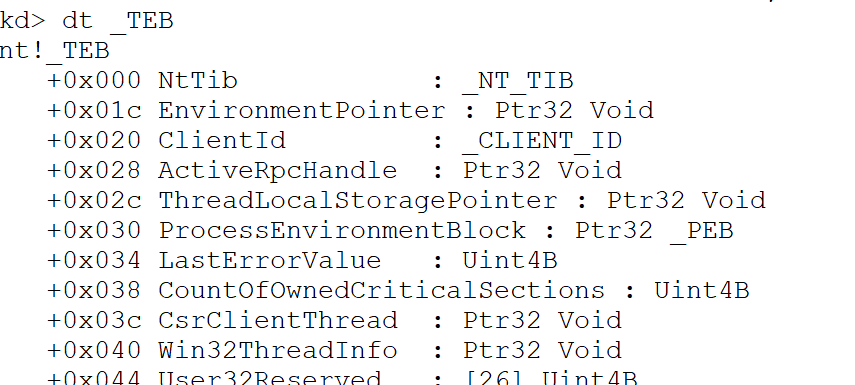 kd> dt _TEB
nt!_TEB
+0x000 NtTib : _NT_TIB
+0x01c EnvironmentPointer : Ptr32 Void
+0x020 ClientId : _CLIENT_ID
+0x028 ActiveRpcHandle : Ptr32 Void
+0x02c ThreadLocalStoragePointer : Ptr32 Void
+0x030 ProcessEnvironmentBlock : Ptr32 _PEB
+0x034 LastErrorValue : Uint4B
+0x038 CountOfOwnedCriticalSections : Uint4B
+0x03c CsrClientThread : Ptr32 Void
+0x040 Win32ThreadInfo : Ptr32 Void
+0x044 User32Reserved : [26] Uint4B